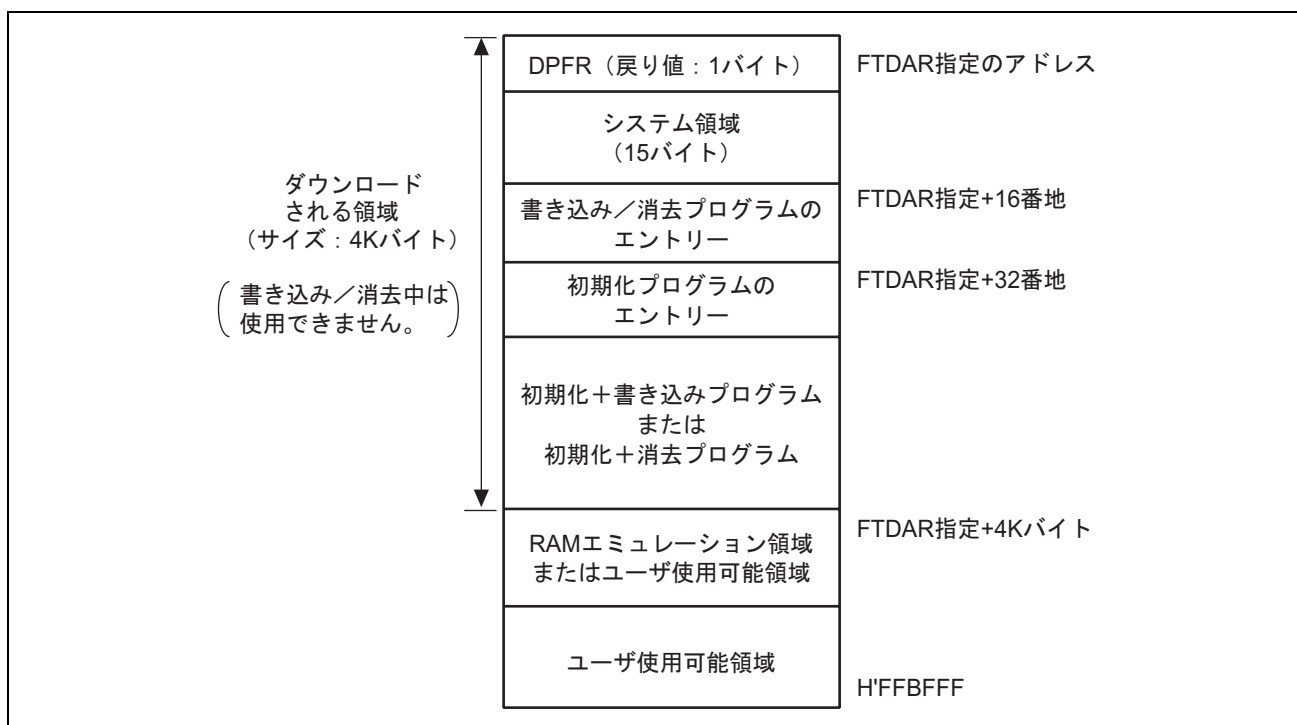 DPFR（戻り値：1バイト）
FTDAR指定のアドレス
システム領域
（15バイト）
ダウンロード
される領域
（サイズ：4Kバイト）
書き込み／消去中は
使用できません。
書き込み／消去プログラムの
エントリー
FTDAR指定+16番地
初期化プログラムの
エントリー
FTDAR指定+32番地
初期化＋書き込みプログラム
または
初期化＋消去プログラム
RAMエミュレーション領域
またはユーザ使用可能領域
FTDAR指定+4Kバイト
ユーザ使用可能領域
H'FFBFFF